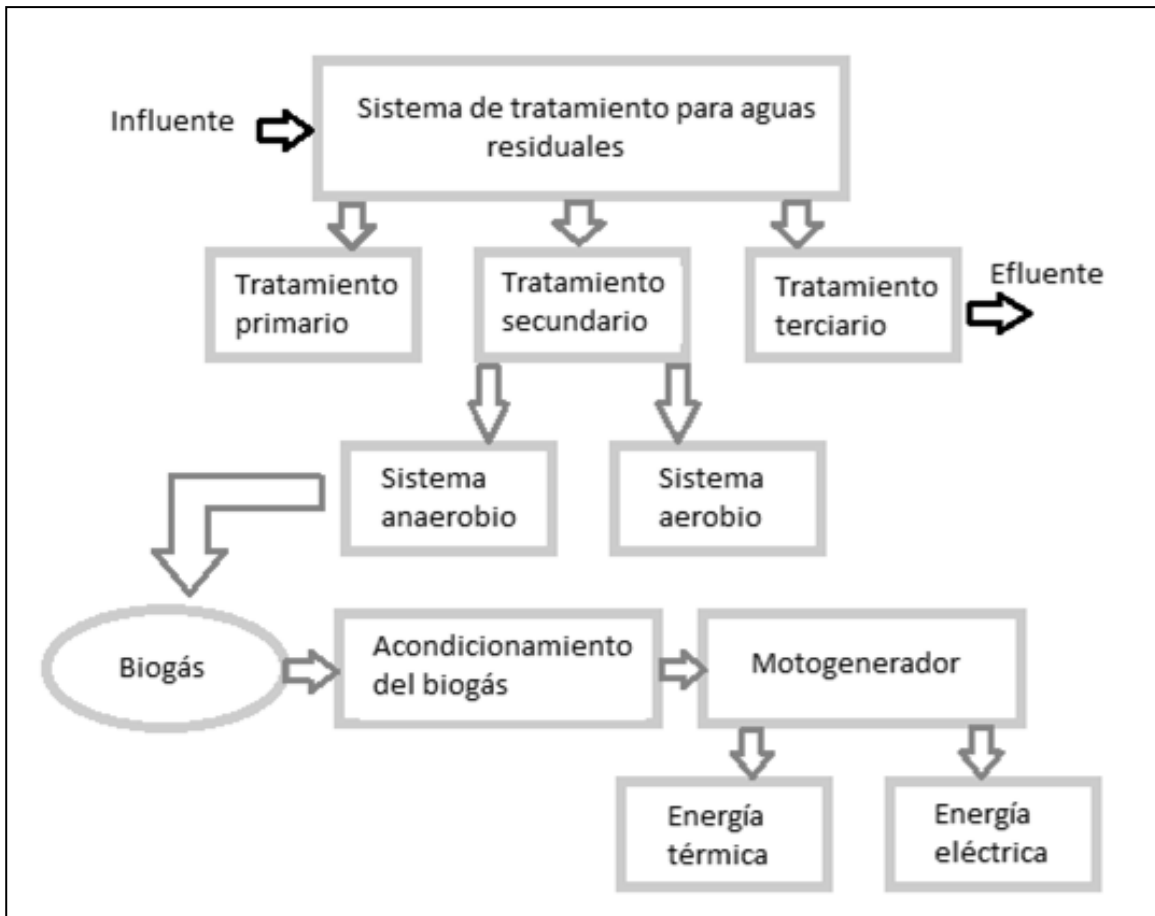 Influente
Sistema de tratamiento para aguas
residuales
Tratamiento
primario
Tratamiento
secundario
Tratamiento
terciario
Efluente
Sistema
anaerobio
Sistema
aerobio
Biogás
Acondicionamiento
del biogás
Motogenerador
Energía
térmica
Energía
eléctrica